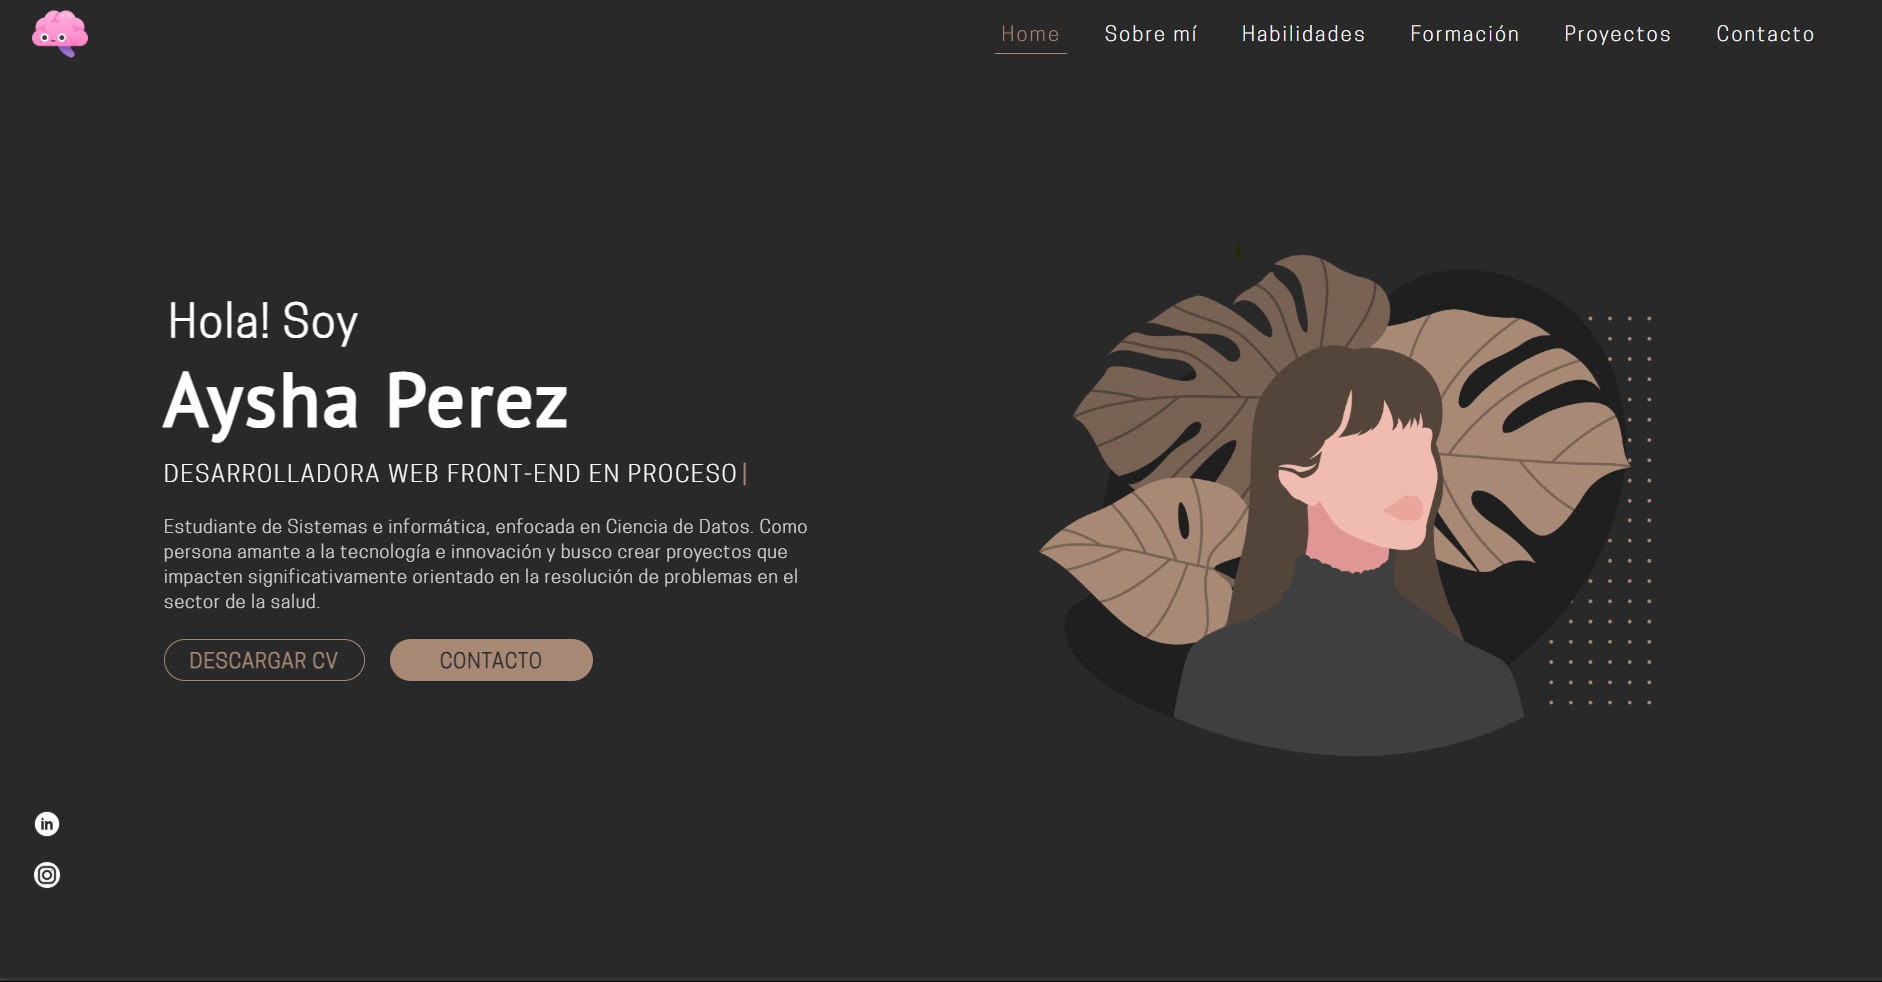 Home Sobre mí Habilidades Formación Proyectos Contacto
Hola! Soy
Aysha Perez
DESARROLLADORA WEB FRONT-END EN PROCESO|
Estudiante de Sistemas e informática, enfocada en Ciencia de Datos. Como
persona amante a la tecnología e innovación y busco crear proyectos que
impacten significativamente orientado en la resolución de problemas en el
sector de la salud.
DESCARGAR CV CONTACTO
in